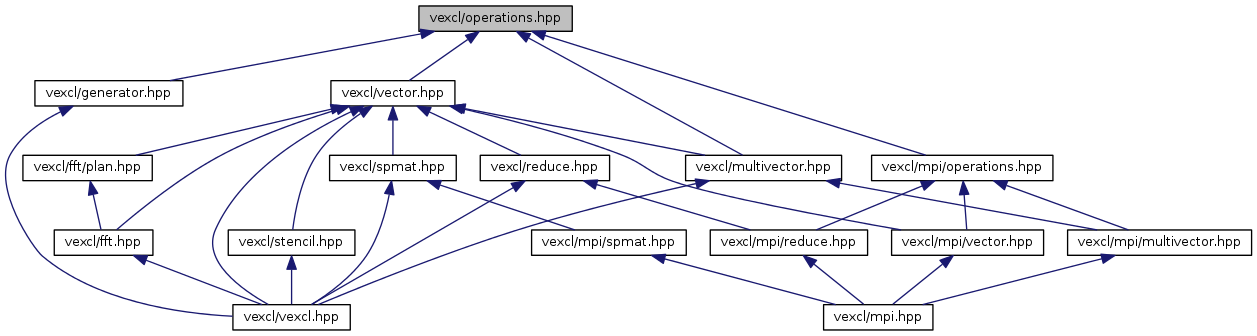 vexcl/operations.hpp
vexcl/generator.hpp
vexcl/vector.hpp
vexcl/fft/plan.hpp
vexcl/spmat.hpp
vexcl/reduce.hpp
vexcl/multivector.hpp
vexcl/mpi/operations.hpp
vexcl/fft.hpp
vexcl/stencil.hpp
vexcl/mpi/spmat.hpp
vexcl/mpi/reduce.hpp
vexcl/mpi/vector.hpp
vexcl/mpi/multivector.hpp
vexcl/vexcl.hpp
vexcl/mpi.hpp